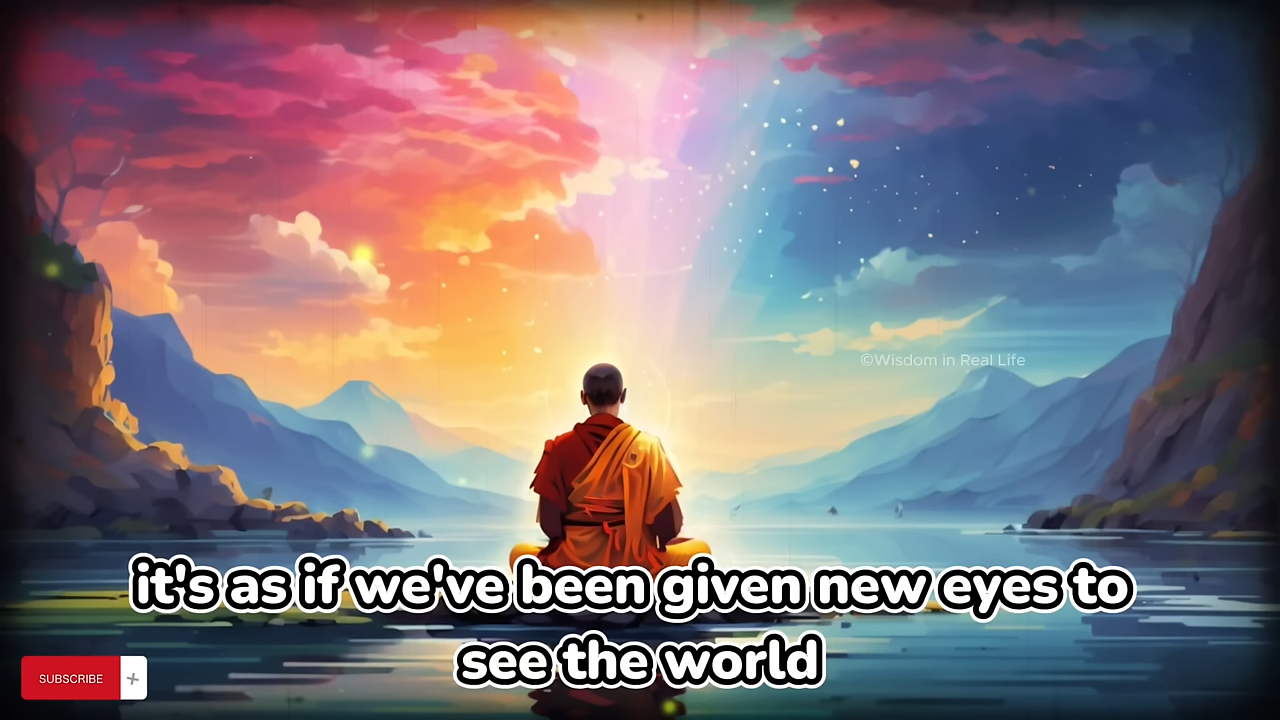 ©Wisdom in Real Life
it's as if we've been given new eyes to
see the world
SUBSCRIBE +